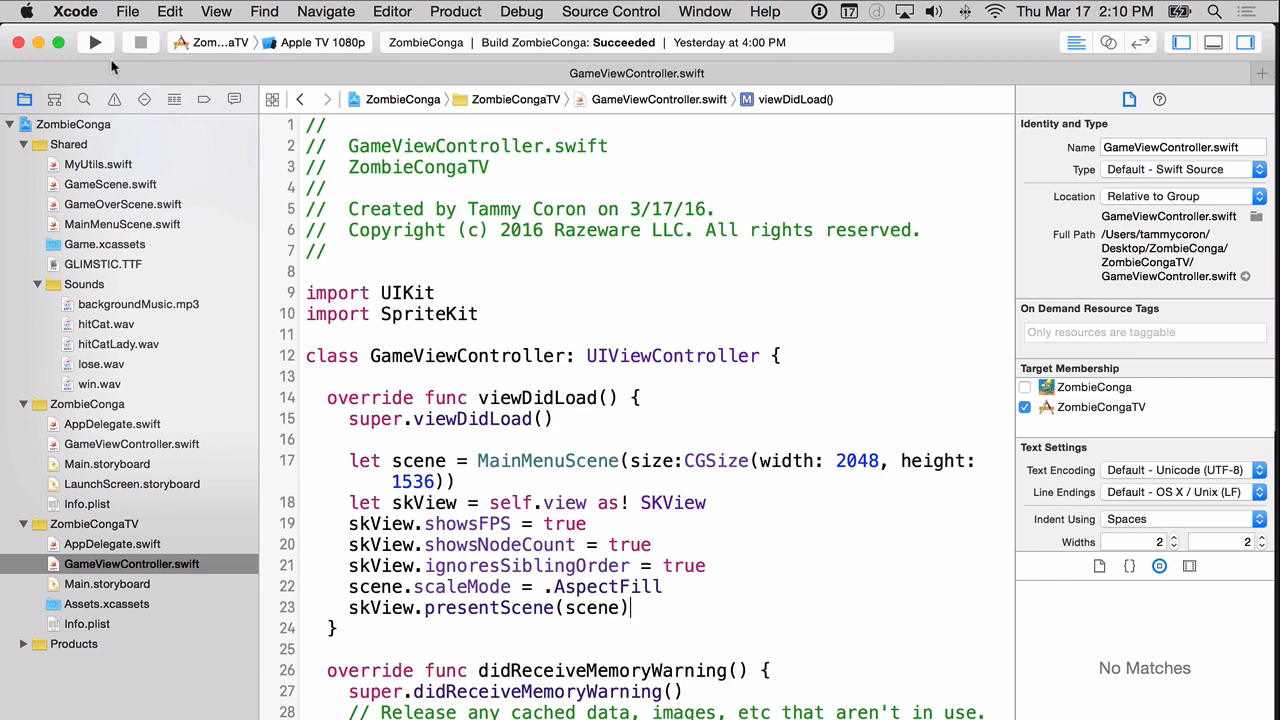 Xcode File Edit View Find Navigate Editor Product Debug Source Control Window Help 17 Thu Mar 17 2:10 PM
Zom...aTV Apple TV 1080p ZombieConga | Build ZombieConga: Succeeded | Yesterday at 4:00 PM
GameViewController.swift
ZombieConga ZombieCongaTV GameViewController.swift M viewDidLoad()
ZombieConga
Shared
MyUtils.swift
GameScene.swift
GameOverScene.swift
MainMenuScene.swift
Game.xcassets
GLIMSTIC.TTF
Sounds
backgroundMusic.mp3
hitCat.wav
hitCatLady.wav
lose.wav
win.wav
ZombieConga
AppDelegate.swift
GameViewController.swift
Main.storyboard
LaunchScreen.storyboard
Info.plist
ZombieCongaTV
AppDelegate.swift
GameViewController.swift
Main.storyboard
Assets.xcassets
Info.plist
Products
1 //
2 // GameViewController.swift
3 // ZombieCongaTV
4 //
5 // Created by Tammy Coron on 3/17/16.
6 // Copyright (c) 2016 Razeware LLC. All rights reserved.
7 //
8
9 import UIKit
10 import SpriteKit
11
12 class GameViewController: UIViewController {
13
14 override func viewDidLoad() {
15 super.viewDidLoad()
16
17 let scene = MainMenuScene(size:CGSize(width: 2048, height:
1536))
18 let skView = self.view as! SKView
19 skView.showsFPS = true
20 skView.showsNodeCount = true
21 skView.ignoresSiblingOrder = true
22 scene.scaleMode = .AspectFill
23 skView.presentScene(scene)
24 }
25
26 override func didReceiveMemoryWarning() {
27 super.didReceiveMemoryWarning()
28 // Release any cached data, images, etc that aren't in use.
Identity and Type
Name GameViewController.swift
Type Default - Swift Source
Location Relative to Group
GameViewController.swift
Full Path /Users/tammycoron/
Desktop/ZombieConga/
ZombieCongaTV/
GameViewController.swift
On Demand Resource Tags
Only resources are taggable
Target Membership
ZombieConga
ZombieCongaTV
Text Settings
Text Encoding Default - Unicode (UTF-8)
Line Endings Default - OS X / Unix (LF)
Indent Using Spaces
Widths 2 2
No Matches